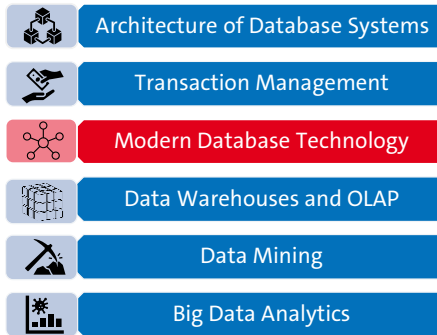 Architecture of Database Systems
Transaction Management
Modern Database Technology
Data Warehouses and OLAP
Data Mining
Big Data Analytics